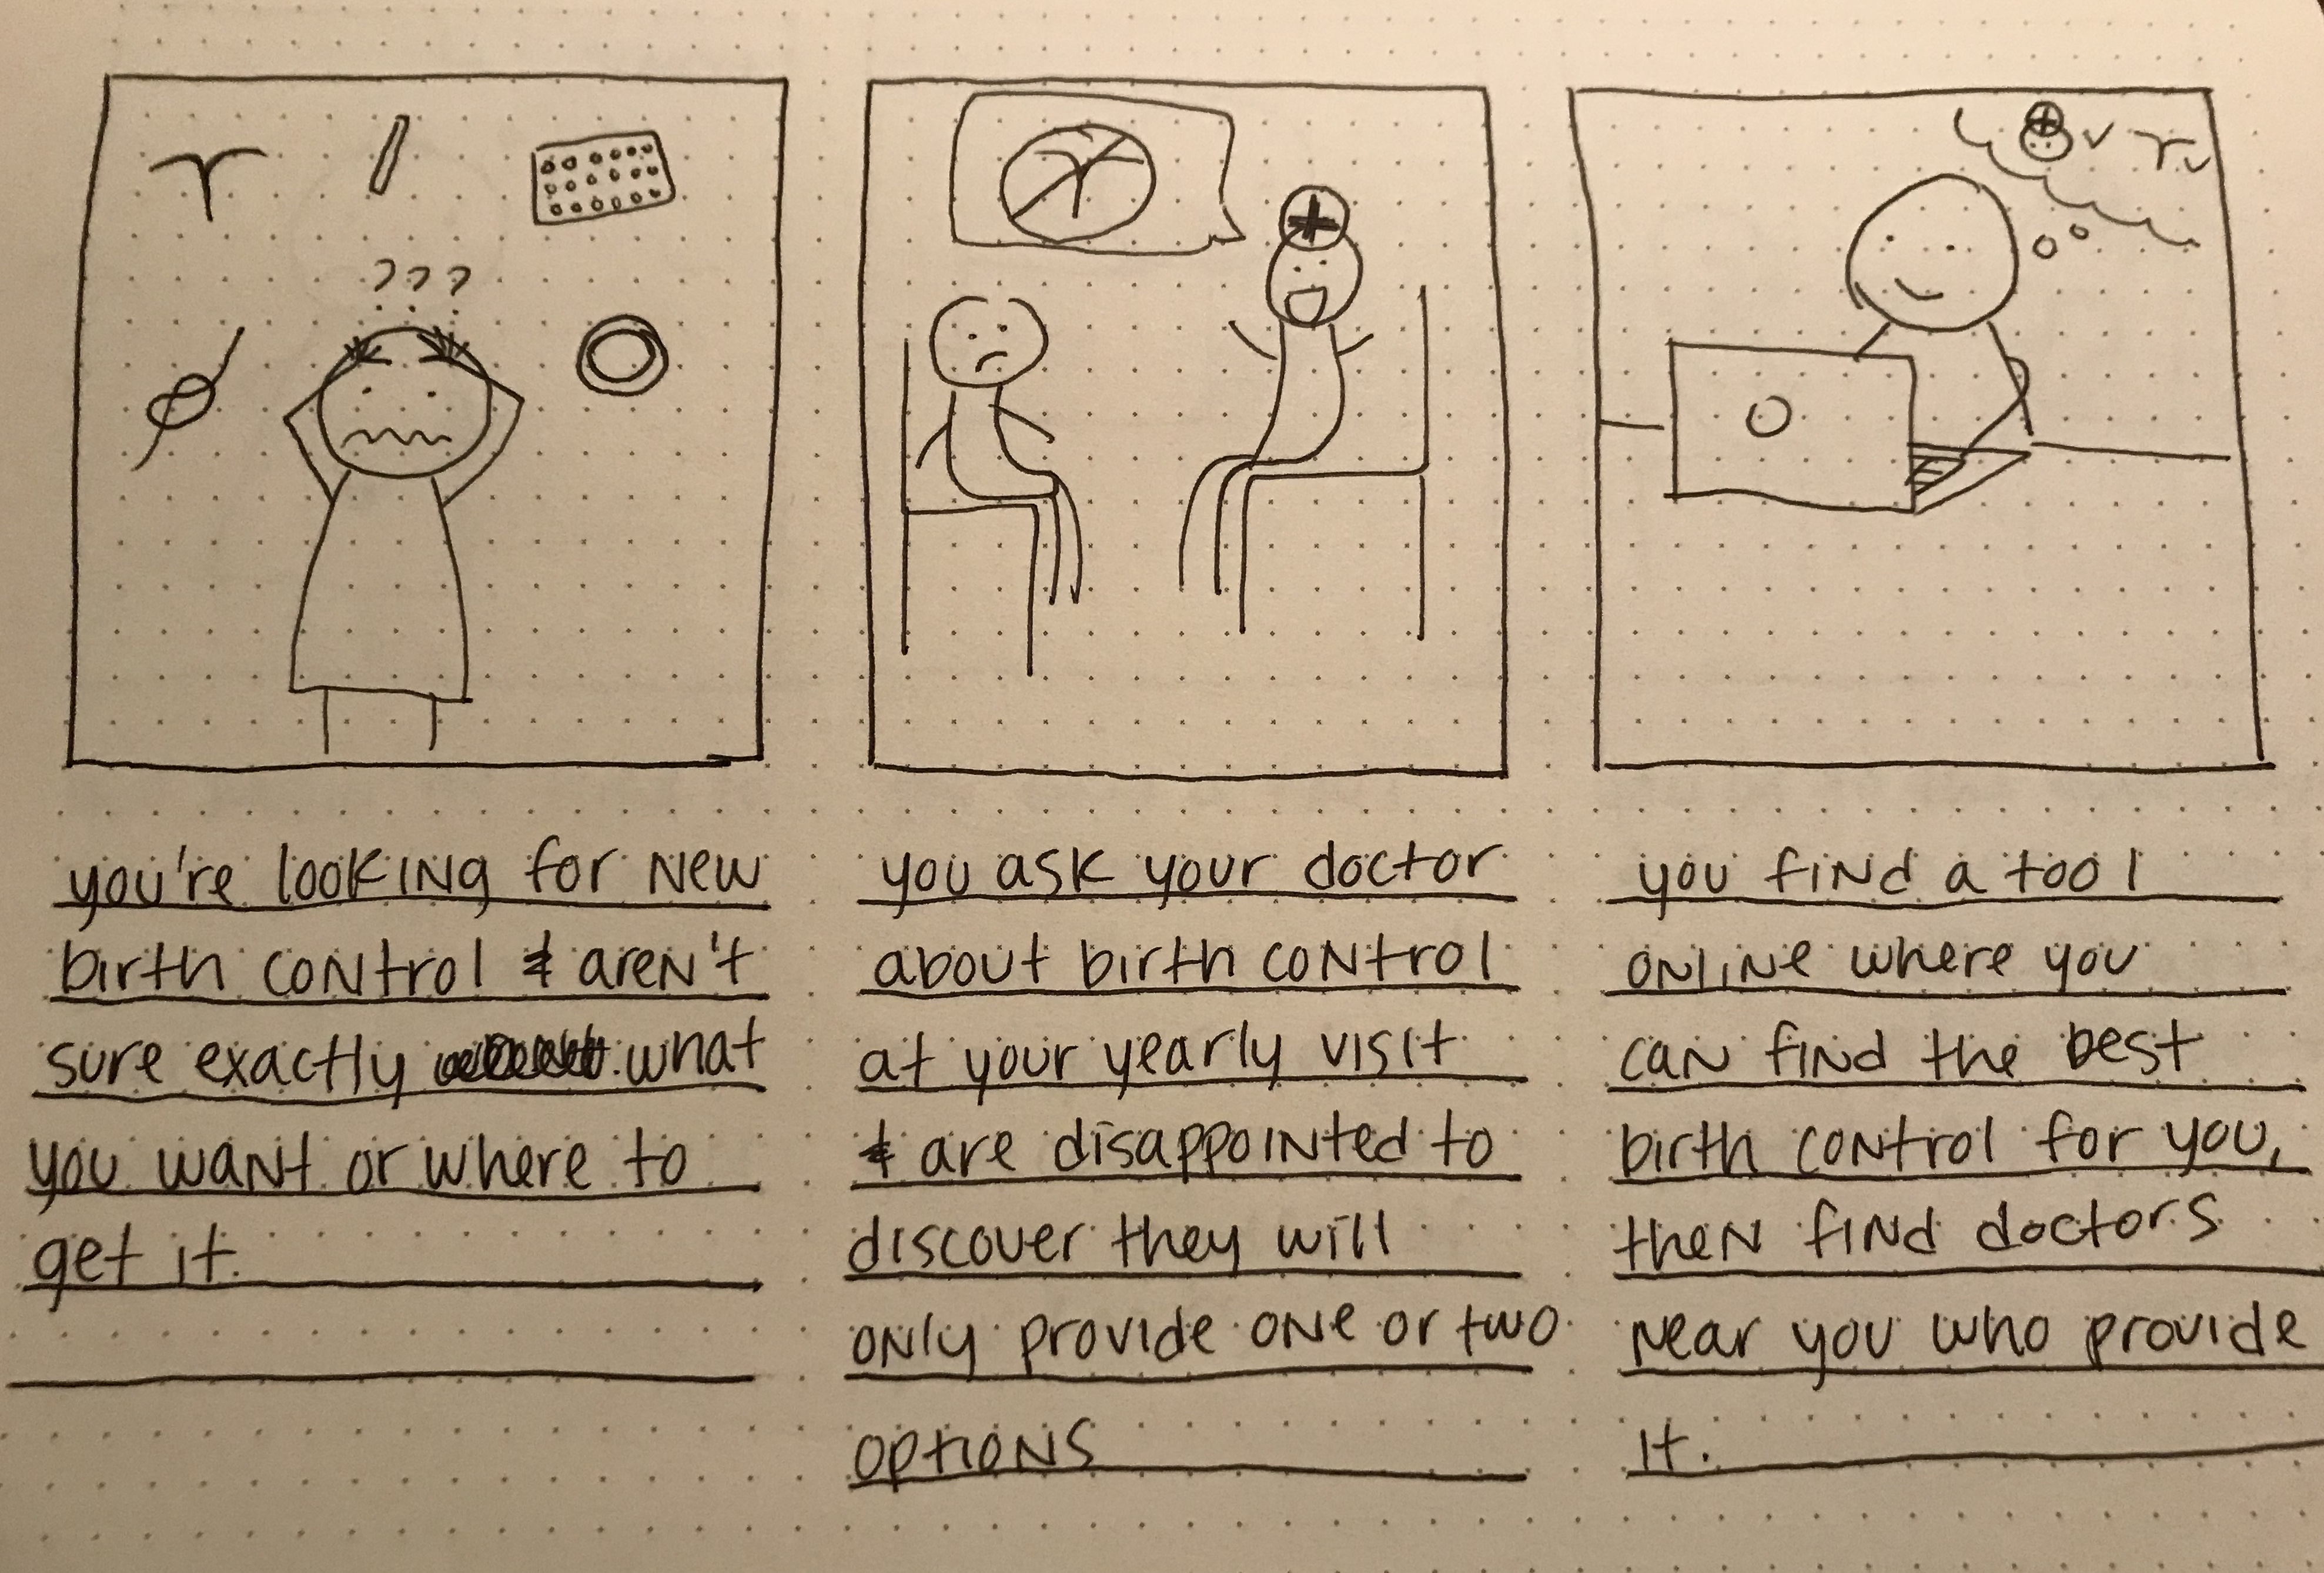 ???
you're looking for new
birth control & aren't
sure exactly what
you want or where to
get it.
you ask your doctor
about birth control
at your yearly visit
& are disappointed to
discover they will
only provide one or two
options
you find a tool
online where you
can find the best
birth control for you,
then find doctors
near you who provide
it.